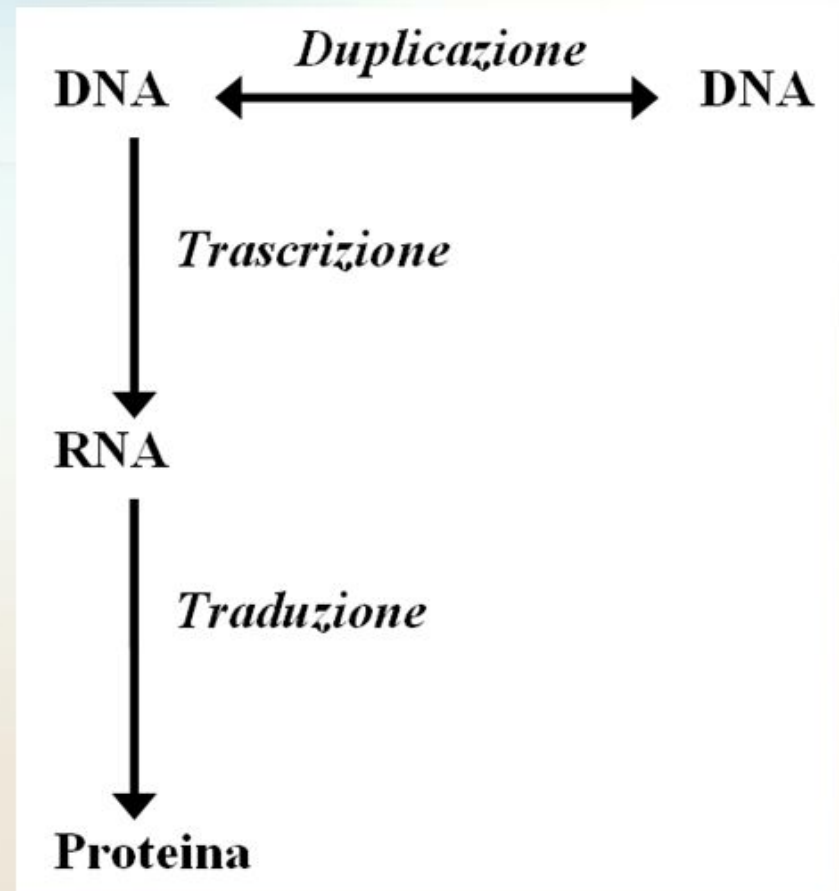 Duplicazione
DNA DNA
Trascrizione
RNA
Traduzione
Proteina